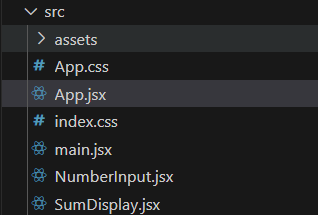 src
assets
# App.css
App.jsx
# index.css
main.jsx
NumberInput.jsx
SumDisplay.jsx